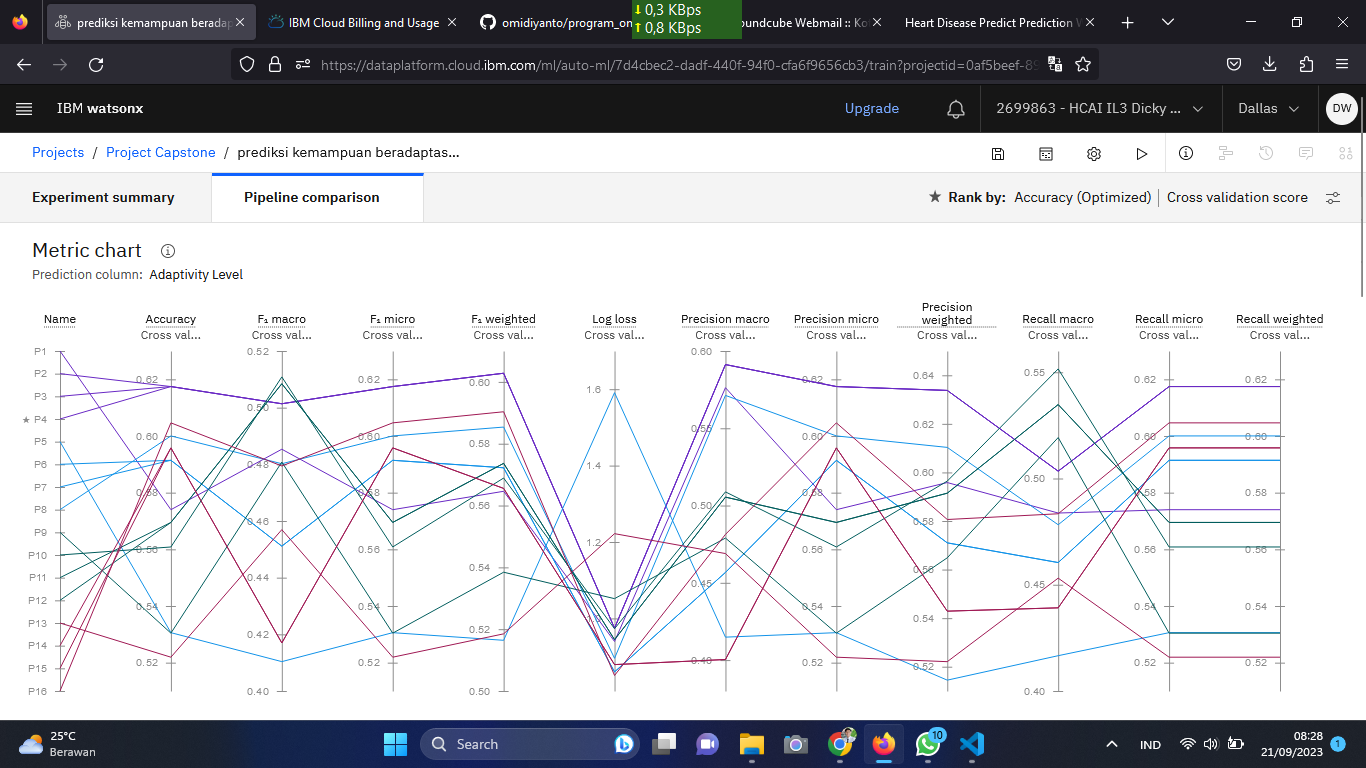 prediksi kemampuan beradap
IBM Cloud Billing and Usage
omidiyanto/program_on
0,3 KBps
0,8 KBps
oundcube Webmail :: Ko
Heart Disease Predict Prediction W
https://dataplatform.cloud.ibm.com/ml/auto-ml/7d4cbec2-dadf-440f-94f0-cfa6f9656cb3/train?projectid=0af5beef-89
IBM watsonx
Upgrade
2699863 - HCAI IL3 Dicky ...
Dallas
DW
Projects / Project Capstone / prediksi kemampuan beradaptas...
Experiment summary
Pipeline comparison
Rank by: Accuracy (Optimized) | Cross validation score
Metric chart
Prediction column: Adaptivity Level
Name Accuracy F₁ macro F₁ micro F₁ weighted Log loss Precision macro Precision micro Precision weighted Recall macro Recall micro Recall weighted
Cross val... Cross val... Cross val... Cross val... Cross val... Cross val... Cross val... Cross val... Cross val... Cross val... Cross val...
P1
P2
P3
P4
P5
P6
P7
P8
P9
P10
P11
P12
P13
P14
P15
P16
0.62
0.60
0.58
0.56
0.54
0.52
0.52
0.50
0.48
0.46
0.44
0.42
0.40
0.62
0.60
0.58
0.56
0.54
0.52
0.60
0.58
0.56
0.54
0.52
0.50
1.6
1.4
1.2
0.60
0.55
0.50
0.45
0.40
0.62
0.60
0.58
0.56
0.54
0.52
0.64
0.62
0.60
0.58
0.56
0.54
0.52
0.55
0.50
0.45
0.40
0.62
0.60
0.58
0.56
0.54
0.52
0.62
0.60
0.58
0.56
0.54
0.52
25°C
Berawan
Search
10
IND
08:28
21/09/2023
1